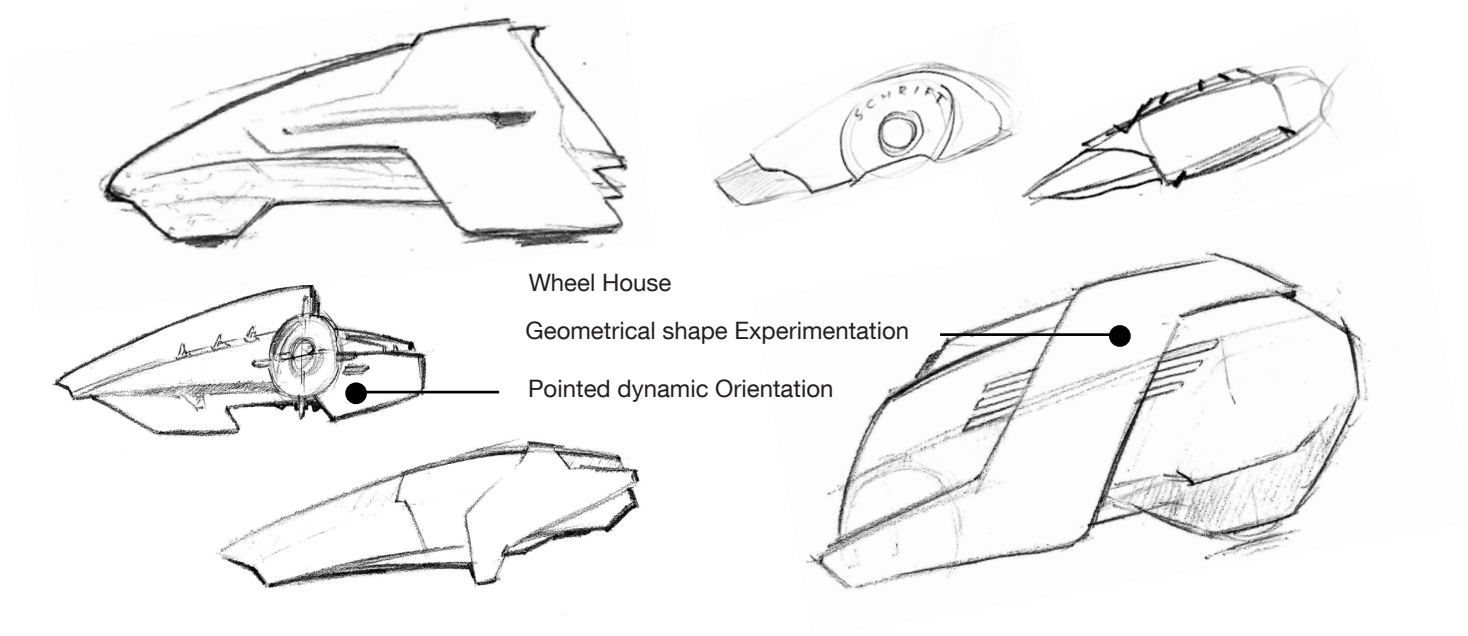 SCHRIFT
Wheel House
Geometrical shape Experimentation
Pointed dynamic Orientation